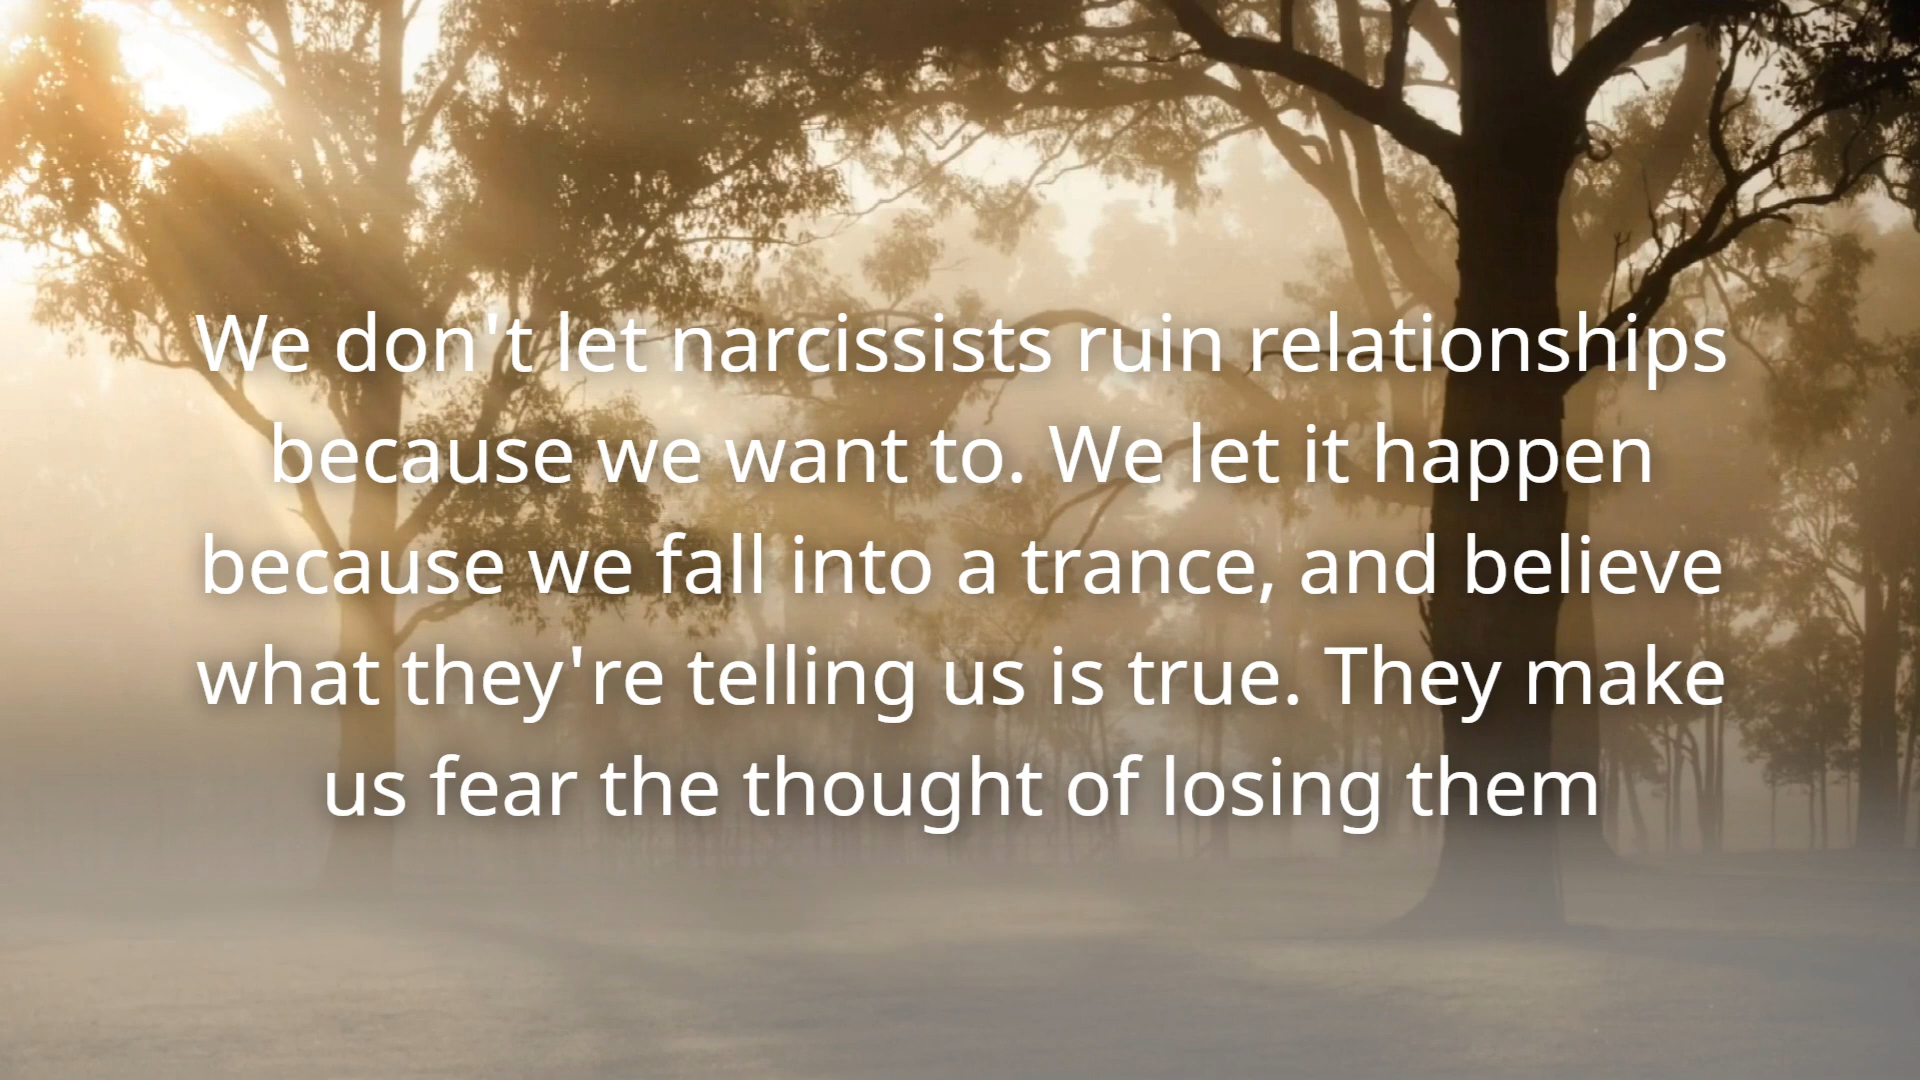 We don't let narcissists ruin relationships
because we want to. We let it happen
because we fall into a trance, and believe
what they're telling us is true. They make
us fear the thought of losing them